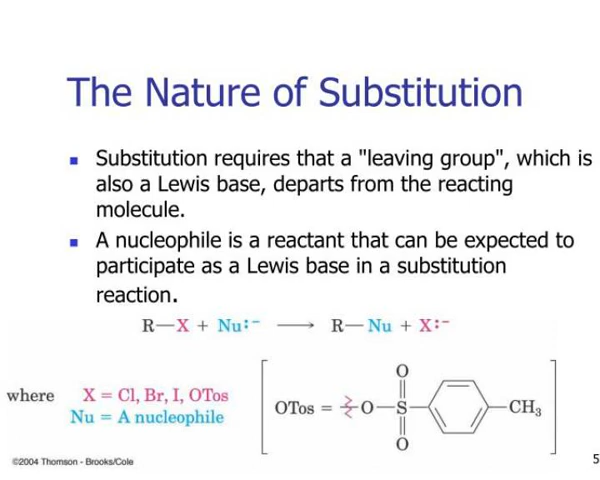 The Nature of Substitution
Substitution requires that a "leaving group", which is
also a Lewis base, departs from the reacting
molecule.
A nucleophile is a reactant that can be expected to
participate as a Lewis base in a substitution
reaction.
R—X + Nu:⁻ ⟶ R—Nu + X:⁻
where X = Cl, Br, I, OTos
Nu = A nucleophile
O
OTos = O—S—CH₃
O
©2004 Thomson - Brooks/Cole
5